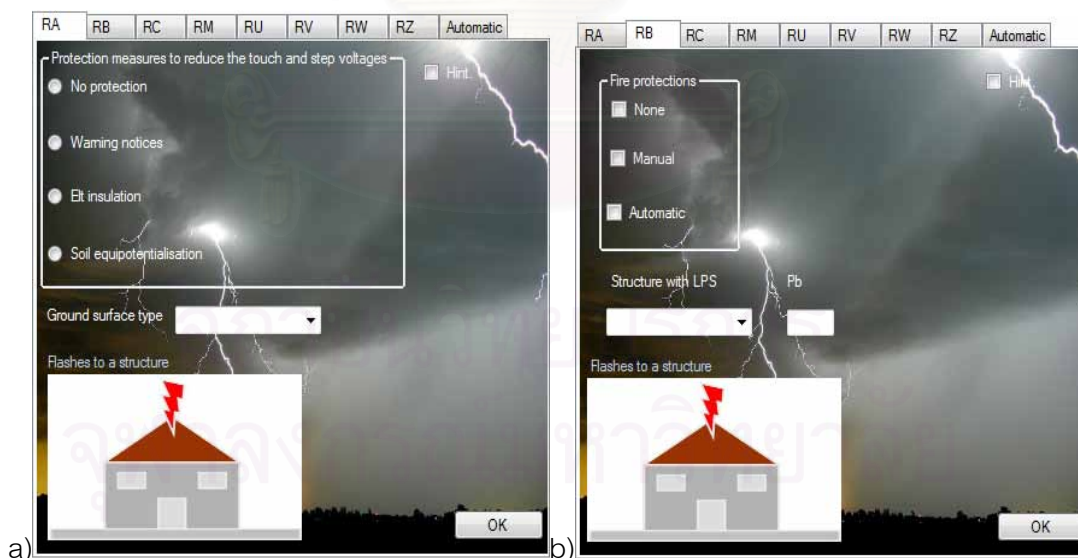 RA RB RC RM RU RV RW RZ Automatic
Protection measures to reduce the touch and step voltages
Hint.
No protection
Warning notices
Elt insulation
Soil equipotentialisation
Ground surface type
Flashes to a structure
OK
a)
RA RB RC RM RU RV RW RZ Automatic
Fire protections
Hint.
None
Manual
Automatic
Structure with LPS Pb
Flashes to a structure
OK
b)